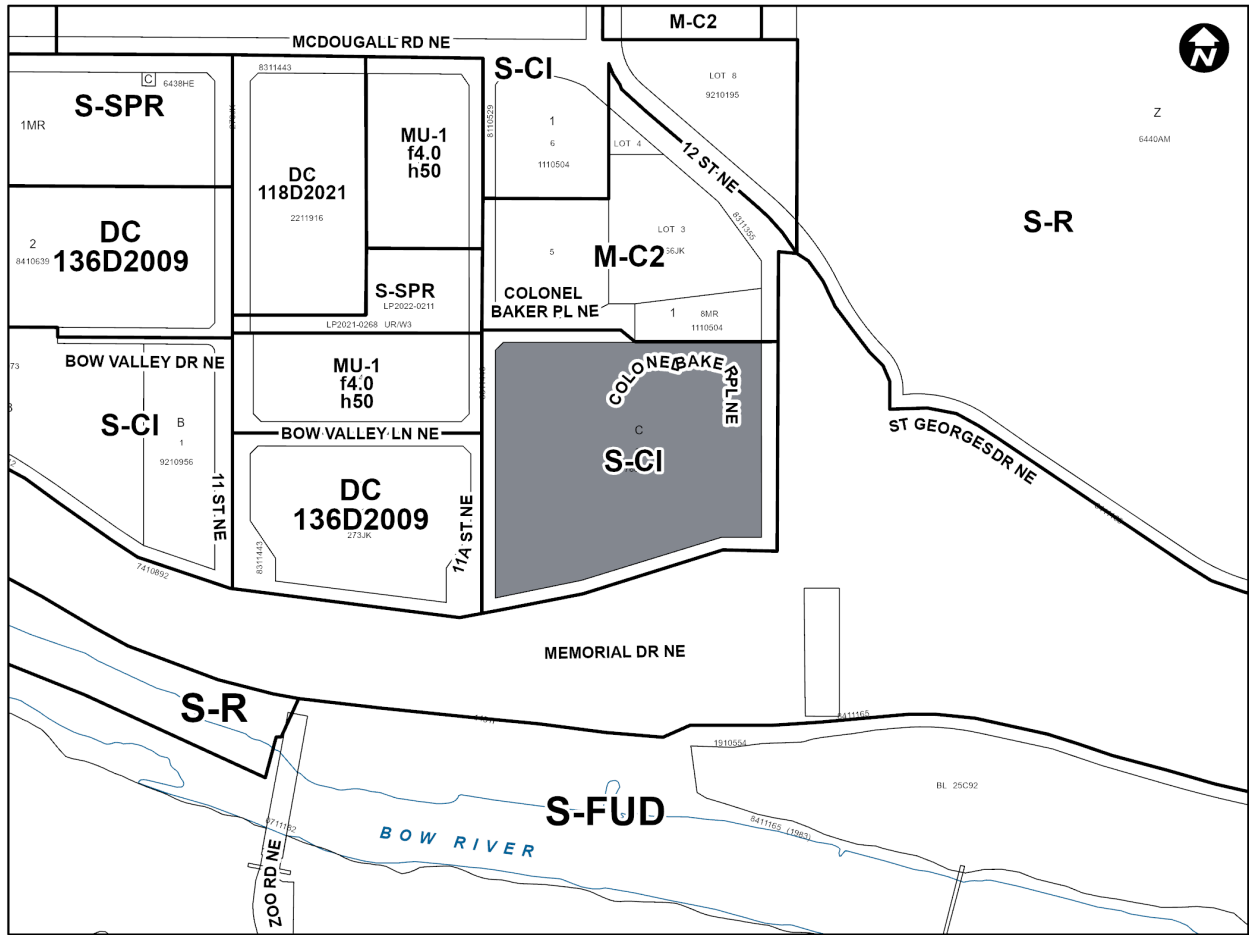 M-C2
MCDOUGALL RD NE
N
8311443
S-CI
C
6438HE
S-SPR
1MR
LOT 8
9210195
Z
6440AM
MU-1
f4.0
h50
8110529
1
6
1110504
LOT 4
12 ST NE
DC
118D2021
2211916
8311355
S-R
DC
136D2009
2
8410639
LOT 3
5
M-C2
S-SPR
LP2022-0211
COLONEL
BAKER PL NE
1
8MR
1110504
LP2021-0268 UR/W3
BOW VALLEY DR NE
MU-1
f4.0
h50
COLONEL BAKER PL NE
S-CI
B
1
9210956
BOW VALLEY LN NE
C
S-CI
ST GEORGES DR NE
11 ST NE
DC
136D2009
273JK
11A ST NE
8311443
7410892
MEMORIAL DR NE
S-R
8411165
1910554
BL 25C92
S-FUD
8411165 (1983)
BOW RIVER
ZOO RD NE